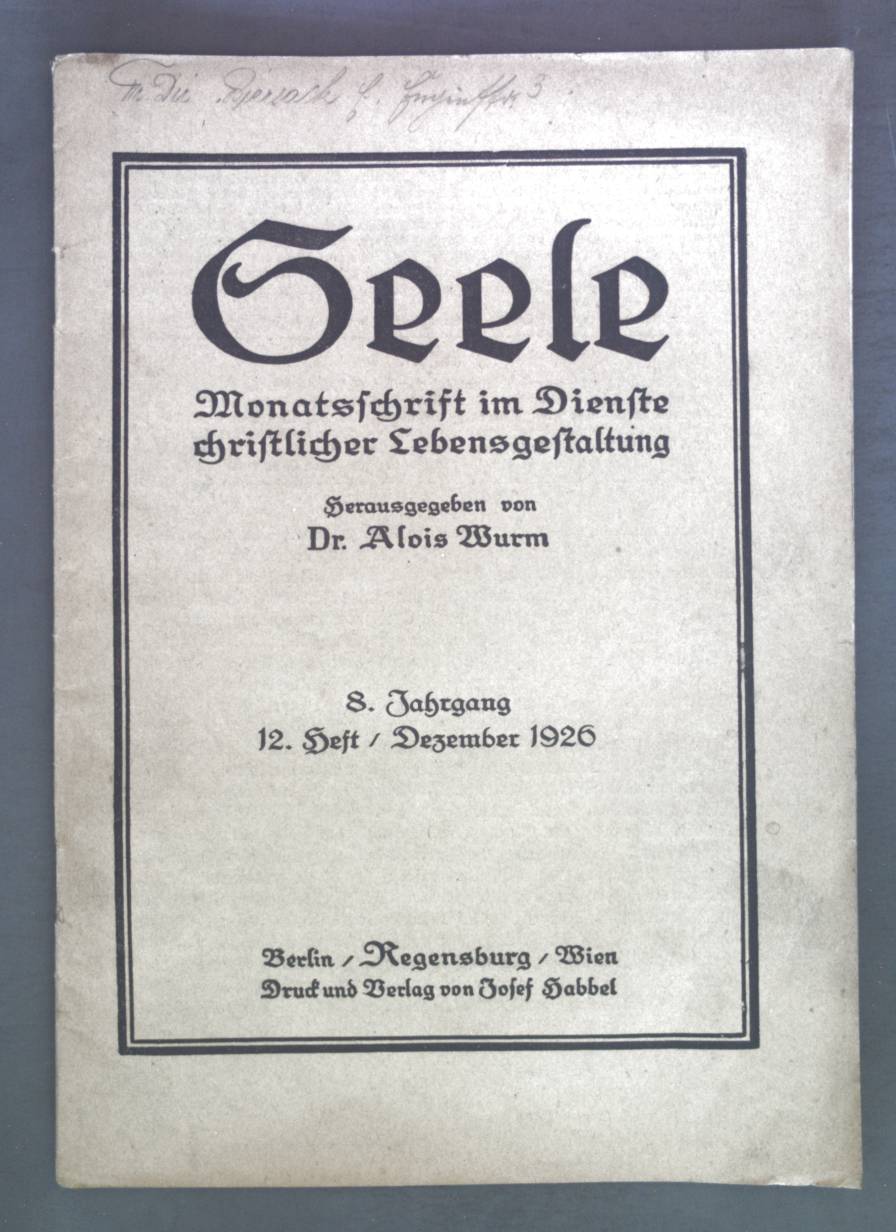 Seele
Monatsschrift im Dienste
christlicher Lebensgestaltung
Herausgegeben von
Dr. Alois Wurm
8. Jahrgang
12. Heft / Dezember 1926
Berlin / Regensburg / Wien
Druck und Verlag von Josef Habbel